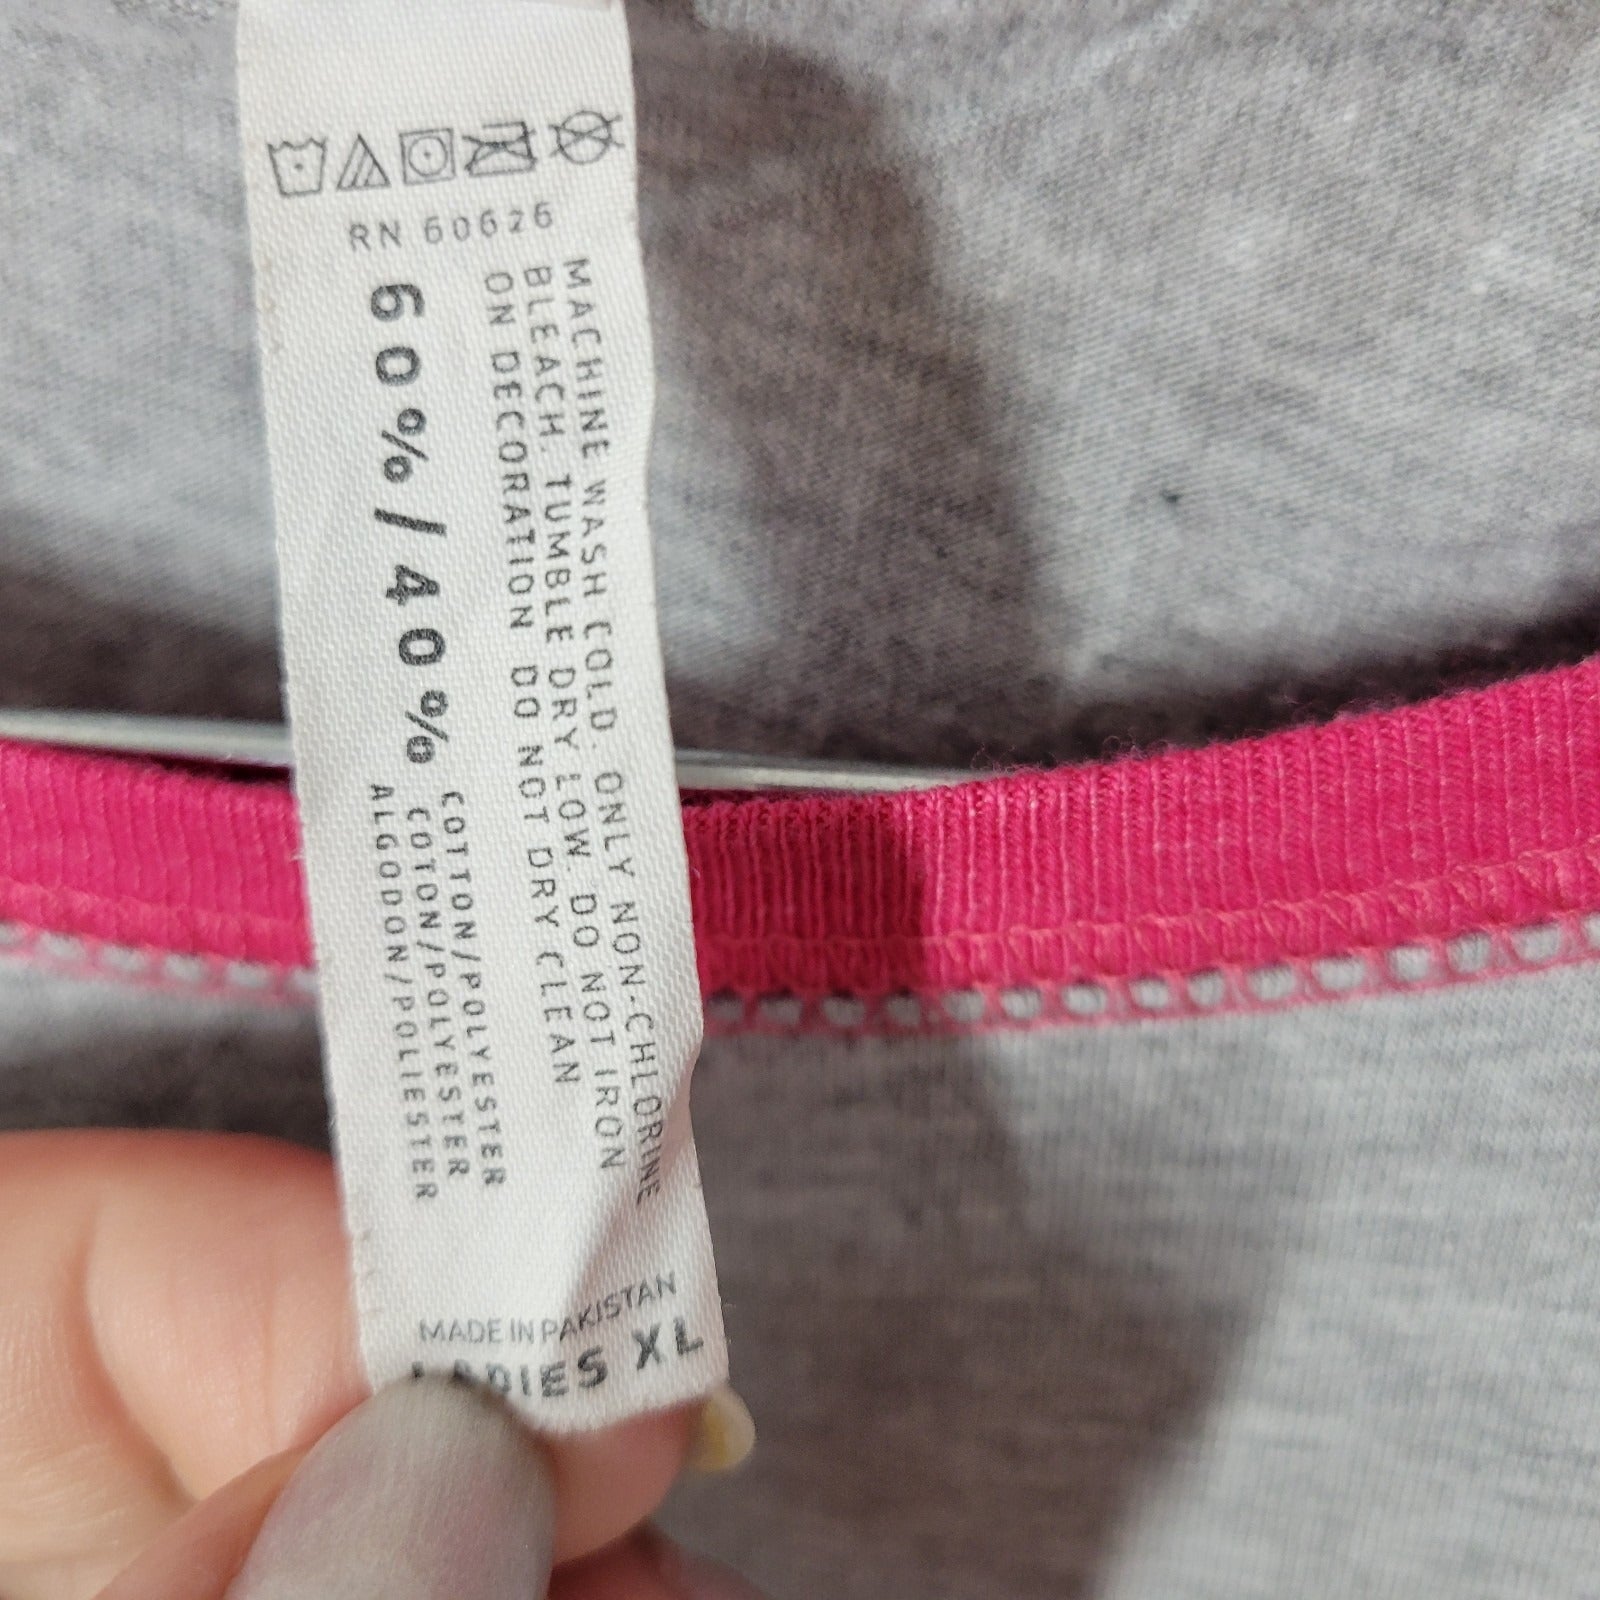 RN 60626
MACHINE WASH COLD. ONLY NON-CHLORINE
BLEACH. TUMBLE DRY LOW. DO NOT IRON
ON DECORATION DO NOT DRY CLEAN
60%/40%
COTTON/POLYESTER
COTON/POLYESTER
ALGODON/POLIESTER
MADE IN PAKISTAN
LADIES XL